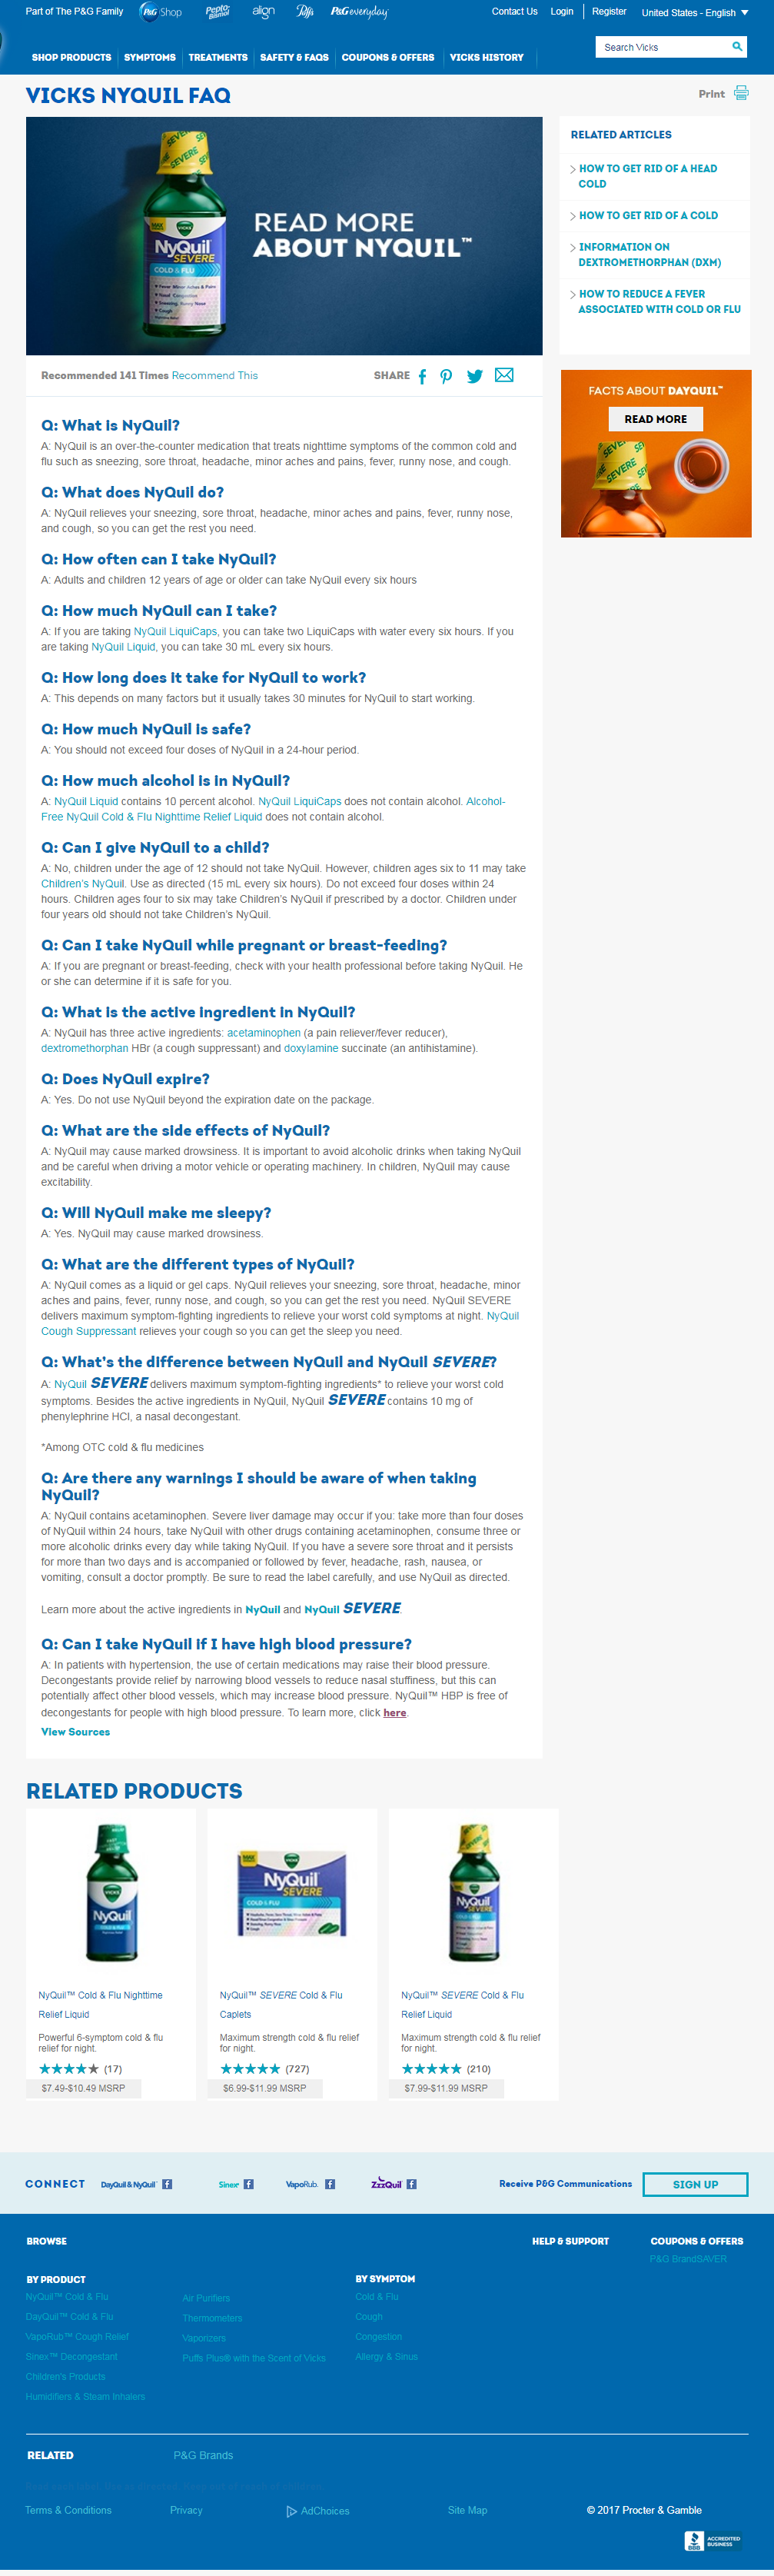 Part of The P&G Family
P&G Shop
Pepto Bismol
align
Puffs
P&G everyday
Contact Us
Login
Register
United States - English
Search Vicks
SHOP PRODUCTS
SYMPTOMS
TREATMENTS
SAFETY & FAQS
COUPONS & OFFERS
VICKS HISTORY
VICKS NYQUIL FAQ
Print
SEVERE
VICKS
NyQuil
SEVERE
COLD & FLU
READ MORE
ABOUT NYQUIL™
RELATED ARTICLES
HOW TO GET RID OF A HEAD
COLD
HOW TO GET RID OF A COLD
INFORMATION ON
DEXTROMETHORPHAN (DXM)
HOW TO REDUCE A FEVER
ASSOCIATED WITH COLD OR FLU
Recommended 141 Times Recommend This
SHARE
FACTS ABOUT DAYQUIL™
READ MORE
SEVERE
Q: What is NyQuil?
A: NyQuil is an over-the-counter medication that treats nighttime symptoms of the common cold and
flu such as sneezing, sore throat, headache, minor aches and pains, fever, runny nose, and cough.
Q: What does NyQuil do?
A: NyQuil relieves your sneezing, sore throat, headache, minor aches and pains, fever, runny nose,
and cough, so you can get the rest you need.
Q: How often can I take NyQuil?
A: Adults and children 12 years of age or older can take NyQuil every six hours
Q: How much NyQuil can I take?
A: If you are taking NyQuil LiquiCaps, you can take two LiquiCaps with water every six hours. If you
are taking NyQuil Liquid, you can take 30 mL every six hours.
Q: How long does it take for NyQuil to work?
A: This depends on many factors but it usually takes 30 minutes for NyQuil to start working.
Q: How much NyQuil is safe?
A: You should not exceed four doses of NyQuil in a 24-hour period.
Q: How much alcohol is in NyQuil?
A: NyQuil Liquid contains 10 percent alcohol. NyQuil LiquiCaps does not contain alcohol. Alcohol-
Free NyQuil Cold & Flu Nighttime Relief Liquid does not contain alcohol.
Q: Can I give NyQuil to a child?
A: No, children under the age of 12 should not take NyQuil. However, children ages six to 11 may take
Children's NyQuil. Use as directed (15 mL every six hours). Do not exceed four doses within 24
hours. Children ages four to six may take Children's NyQuil if prescribed by a doctor. Children under
four years old should not take Children's NyQuil.
Q: Can I take NyQuil while pregnant or breast-feeding?
A: If you are pregnant or breast-feeding, check with your health professional before taking NyQuil. He
or she can determine if it is safe for you.
Q: What is the active ingredient in NyQuil?
A: NyQuil has three active ingredients: acetaminophen (a pain reliever/fever reducer),
dextromethorphan HBr (a cough suppressant) and doxylamine succinate (an antihistamine).
Q: Does NyQuil expire?
A: Yes. Do not use NyQuil beyond the expiration date on the package.
Q: What are the side effects of NyQuil?
A: NyQuil may cause marked drowsiness. It is important to avoid alcoholic drinks when taking NyQuil
and be careful when driving a motor vehicle or operating machinery. In children, NyQuil may cause
excitability.
Q: Will NyQuil make me sleepy?
A: Yes. NyQuil may cause marked drowsiness.
Q: What are the different types of NyQuil?
A: NyQuil comes as a liquid or gel caps. NyQuil relieves your sneezing, sore throat, headache, minor
aches and pains, fever, runny nose, and cough, so you can get the rest you need. NyQuil SEVERE
delivers maximum symptom-fighting ingredients to relieve your worst cold symptoms at night. NyQuil
Cough Suppressant relieves your cough so you can get the sleep you need.
Q: What's the difference between NyQuil and NyQuil SEVERE?
A: NyQuil SEVERE delivers maximum symptom-fighting ingredients* to relieve your worst cold
symptoms. Besides the active ingredients in NyQuil, NyQuil SEVERE contains 10 mg of
phenylephrine HCl, a nasal decongestant.
*Among OTC cold & flu medicines
Q: Are there any warnings I should be aware of when taking
NyQuil?
A: NyQuil contains acetaminophen. Severe liver damage may occur if you: take more than four doses
of NyQuil within 24 hours, take NyQuil with other drugs containing acetaminophen, consume three or
more alcoholic drinks every day while taking NyQuil. If you have a severe sore throat and it persists
for more than two days and is accompanied or followed by fever, headache, rash, nausea, or
vomiting, consult a doctor promptly. Be sure to read the label carefully, and use NyQuil as directed.
Learn more about the active ingredients in NyQuil and NyQuil SEVERE.
Q: Can I take NyQuil if I have high blood pressure?
A: In patients with hypertension, the use of certain medications may raise their blood pressure.
Decongestants provide relief by narrowing blood vessels to reduce nasal stuffiness, but this can
potentially affect other blood vessels, which may increase blood pressure. NyQuil™ HBP is free of
decongestants for people with high blood pressure. To learn more, click here.
View Sources
RELATED PRODUCTS
VICKS
NyQuil
NyQuil
SEVERE
COLD & FLU
NyQuil
SEVERE
NyQuil™ Cold & Flu Nighttime
Relief Liquid
Powerful 6-symptom cold & flu
relief for night.
(17)
$7.49-$10.49 MSRP
NyQuil™ SEVERE Cold & Flu
Caplets
Maximum strength cold & flu relief
for night.
(727)
$6.99-$11.99 MSRP
NyQuil™ SEVERE Cold & Flu
Relief Liquid
Maximum strength cold & flu relief
for night.
(210)
$7.99-$11.99 MSRP
CONNECT
DayQuil & NyQuil
Sinex
VapoRub
ZzzQuil
Receive P&G Communications
SIGN UP
BROWSE
HELP & SUPPORT
COUPONS & OFFERS
P&G BrandSAVER
BY PRODUCT
NyQuil™ Cold & Flu
DayQuil™ Cold & Flu
VapoRub™ Cough Relief
Sinex™ Decongestant
Children's Products
Humidifiers & Steam Inhalers
Air Purifiers
Thermometers
Vaporizers
Puffs Plus® with the Scent of Vicks
BY SYMPTOM
Cold & Flu
Cough
Congestion
Allergy & Sinus
RELATED
P&G Brands
Terms & Conditions
Privacy
AdChoices
Site Map
© 2017 Procter & Gamble
BBB
ACCREDITED
BUSINESS